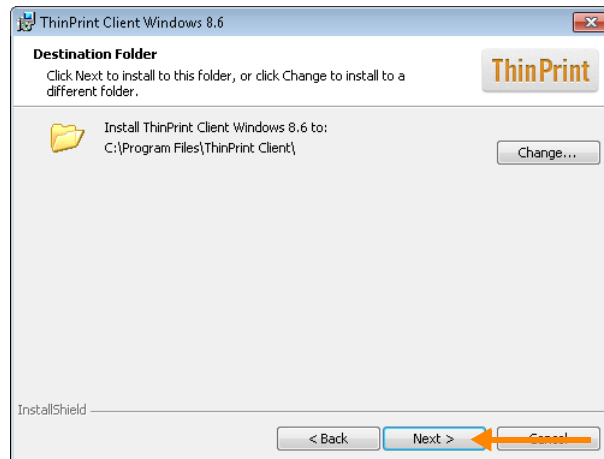 ThinPrint Client Windows 8.6
Destination Folder
Click Next to install to this folder, or click Change to install to a
different folder.
ThinPrint
Install ThinPrint Client Windows 8.6 to:
C:\Program Files\ThinPrint Client\
Change...
InstallShield
< Back
Next >
Cancel